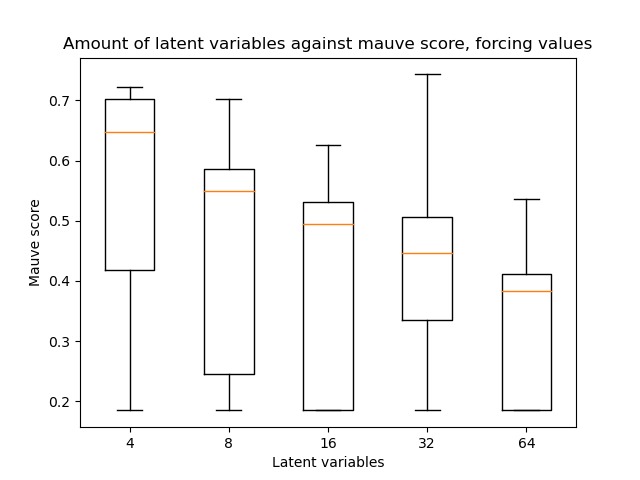 Amount of latent variables against mauve score, forcing values
Mauve score
0.7
0.6
0.5
0.4
0.3
0.2
4 8 16 32 64
Latent variables